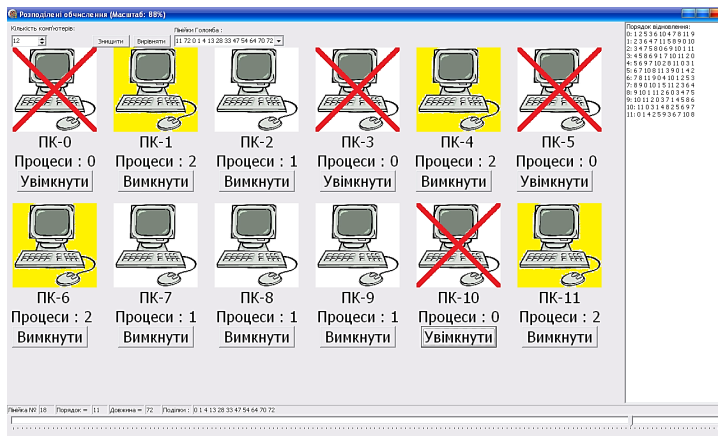 Розподілені обчислення (Масштаб: 88%)
Кількість комп'ютерів:
12
Знищити
Вирівняти
Лінійки Голомба :
11 72 0 1 4 13 28 33 47 54 64 70 72
ПК-0 ПК-1 ПК-2 ПК-3 ПК-4 ПК-5
Процеси : 0 Процеси : 2 Процеси : 1 Процеси : 0 Процеси : 2 Процеси : 0
Увімкнути Вимкнути Вимкнути Увімкнути Вимкнути Увімкнути
ПК-6 ПК-7 ПК-8 ПК-9 ПК-10 ПК-11
Процеси : 2 Процеси : 1 Процеси : 1 Процеси : 1 Процеси : 0 Процеси : 2
Вимкнути Вимкнути Вимкнути Вимкнути Увімкнути Вимкнути
Порядок відновлення:
0: 1 2 5 3 6 10 4 7 8 11 9
1: 2 3 6 4 7 11 5 8 9 0 10
2: 3 4 7 5 8 0 6 9 10 1 11
3: 4 5 8 6 9 1 7 10 11 2 0
4: 5 6 9 7 10 2 8 11 0 3 1
5: 6 7 10 8 11 3 9 0 1 4 2
6: 7 8 11 9 0 4 10 1 2 5 3
7: 8 9 0 10 1 5 11 2 3 6 4
8: 9 10 1 11 2 6 0 3 4 7 5
9: 10 11 2 0 3 7 1 4 5 8 6
10: 11 0 3 1 4 8 2 5 6 9 7
11: 0 1 4 2 5 9 3 6 7 10 8
Лінійка № 18 Порядок = 11 Довжина = 72 Поділки : 0 1 4 13 28 33 47 54 64 70 72